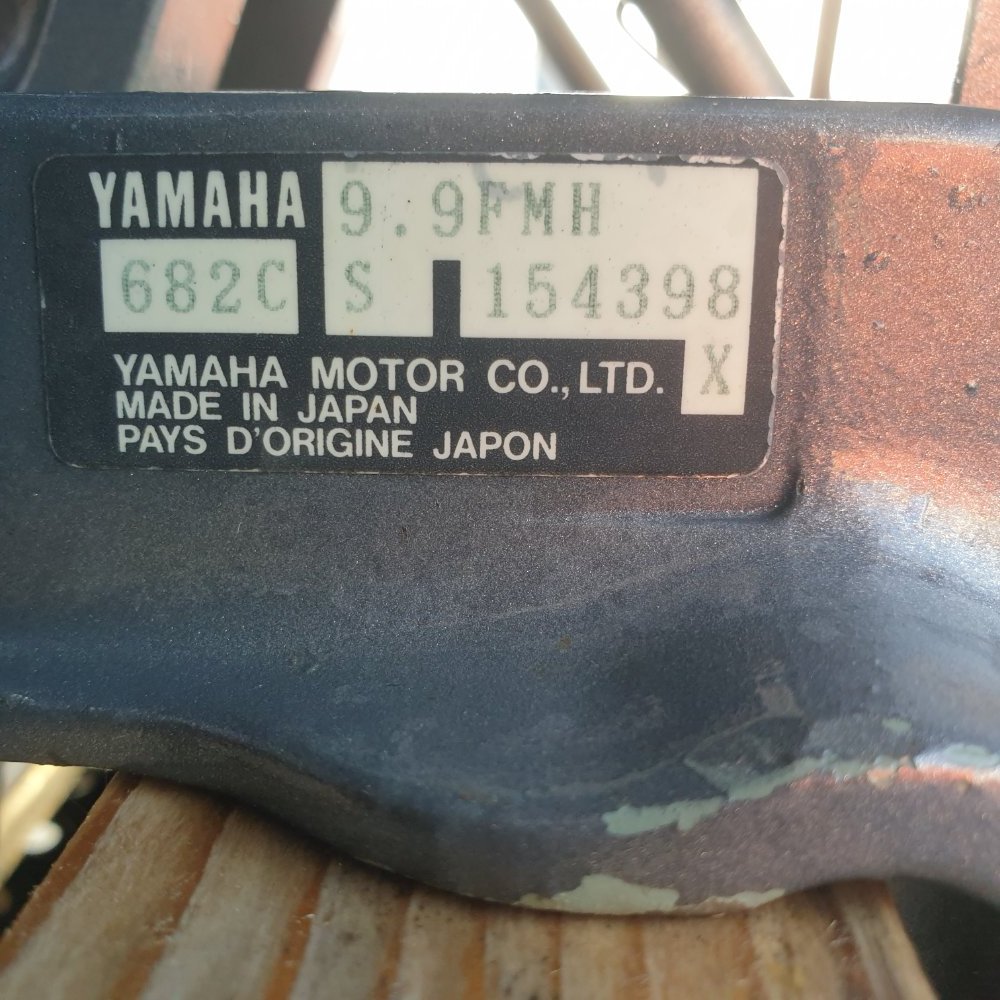 YAMAHA 9.9FMH
682C S 154398
X
YAMAHA MOTOR CO., LTD.
MADE IN JAPAN
PAYS D'ORIGINE JAPON